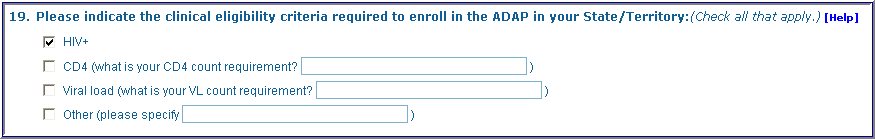 19. Please indicate the clinical eligibility criteria required to enroll in the ADAP in your State/Territory:(Check all that apply.) [Help]
HIV+
CD4 (what is your CD4 count requirement? )
Viral load (what is your VL count requirement? )
Other (please specify )